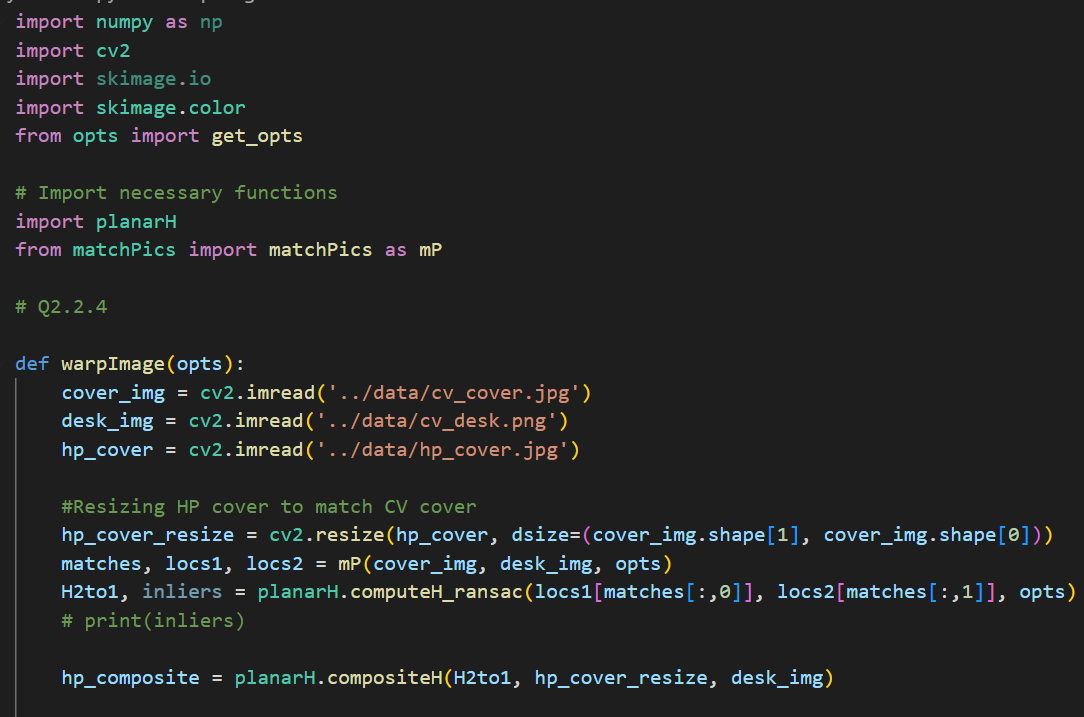 import numpy as np
import cv2
import skimage.io
import skimage.color
from opts import get_opts
# Import necessary functions
import planarH
from matchPics import matchPics as mP
# Q2.2.4
def warpImage(opts):
cover_img = cv2.imread('../data/cv_cover.jpg')
desk_img = cv2.imread('../data/cv_desk.png')
hp_cover = cv2.imread('../data/hp_cover.jpg')
#Resizing HP cover to match CV cover
hp_cover_resize = cv2.resize(hp_cover, dsize=(cover_img.shape[1], cover_img.shape[0]))
matches, locs1, locs2 = mP(cover_img, desk_img, opts)
H2to1, inliers = planarH.computeH_ransac(locs1[matches[:,0]], locs2[matches[:,1]], opts)
# print(inliers)
hp_composite = planarH.compositeH(H2to1, hp_cover_resize, desk_img)